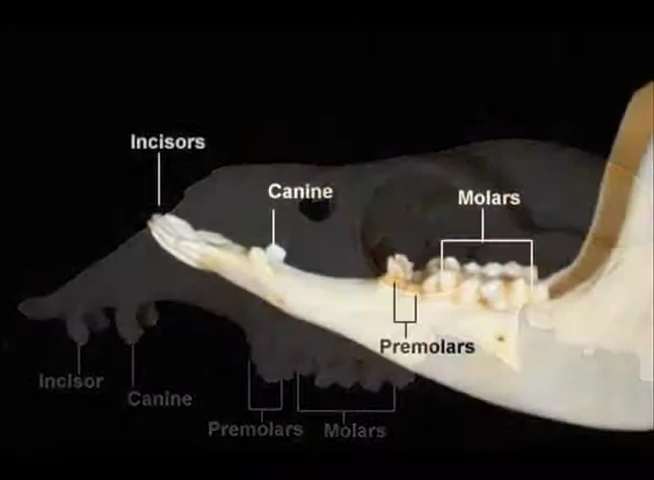 Incisors
Canine
Molars
Premolars
Incisor
Canine
Premolars
Molars